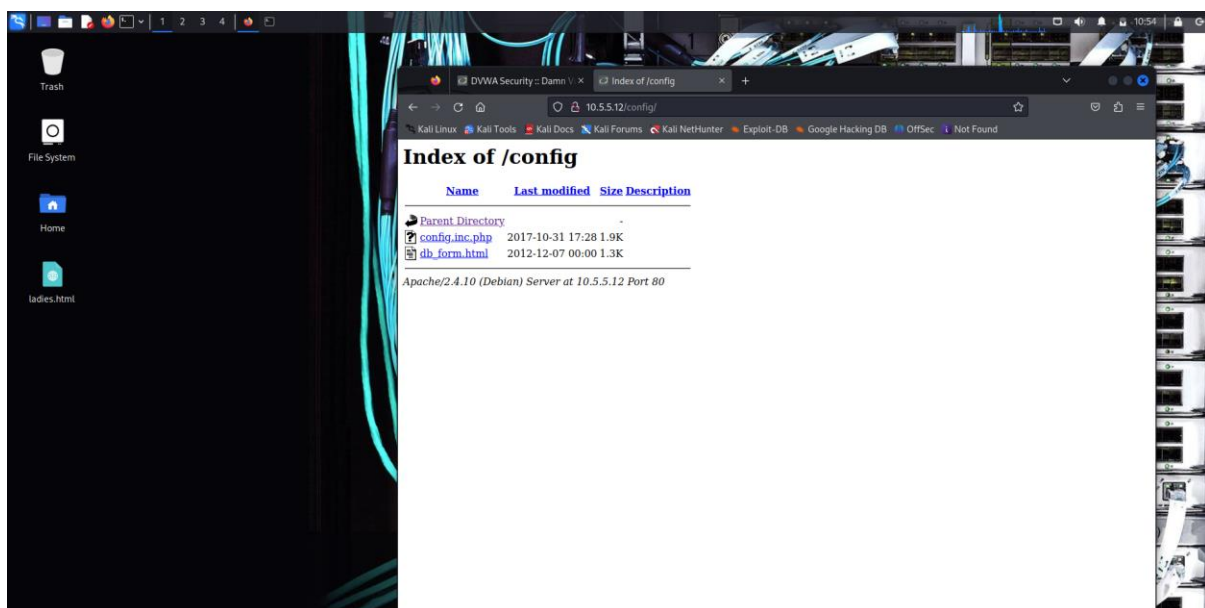 1 2 3 4
10:54
Trash
File System
Home
ladies.html
DVWA Security :: Damn V
Index of /config
10.5.5.12/config/
Kali Linux Kali Tools Kali Docs Kali Forums Kali NetHunter Exploit-DB Google Hacking DB OffSec Not Found
Index of /config
Name Last modified Size Description
Parent Directory -
config.inc.php 2017-10-31 17:28 1.9K
db_form.html 2012-12-07 00:00 1.3K
Apache/2.4.10 (Debian) Server at 10.5.5.12 Port 80